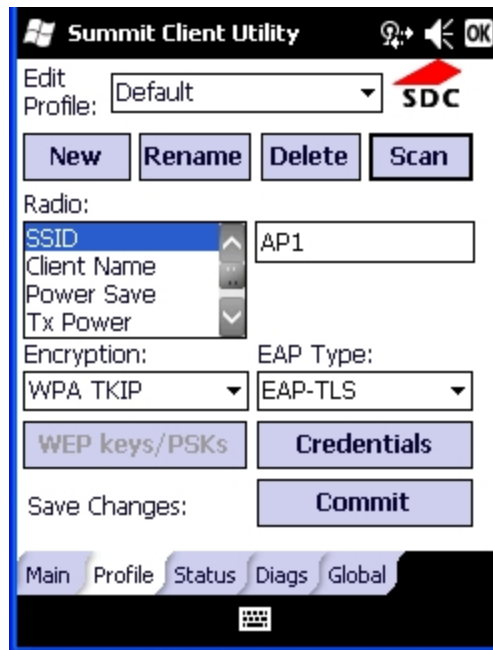 Summit Client Utility OK
Edit
Profile: Default SDC
New Rename Delete Scan
Radio:
SSID AP1
Client Name
Power Save
Tx Power
Encryption: EAP Type:
WPA TKIP EAP-TLS
WEP keys/PSKs Credentials
Save Changes: Commit
Main Profile Status Diags Global